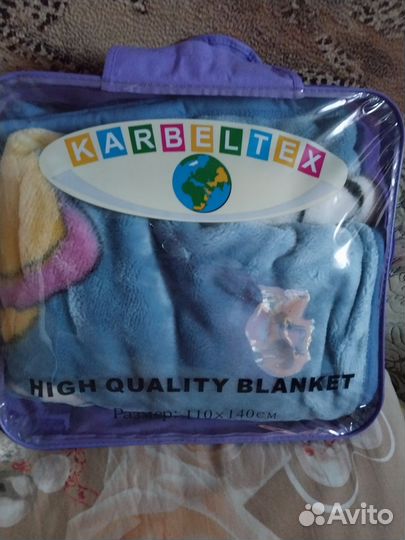 KARBELTEX
HIGH QUALITY BLANKET
Размер: 110×140см
Avito